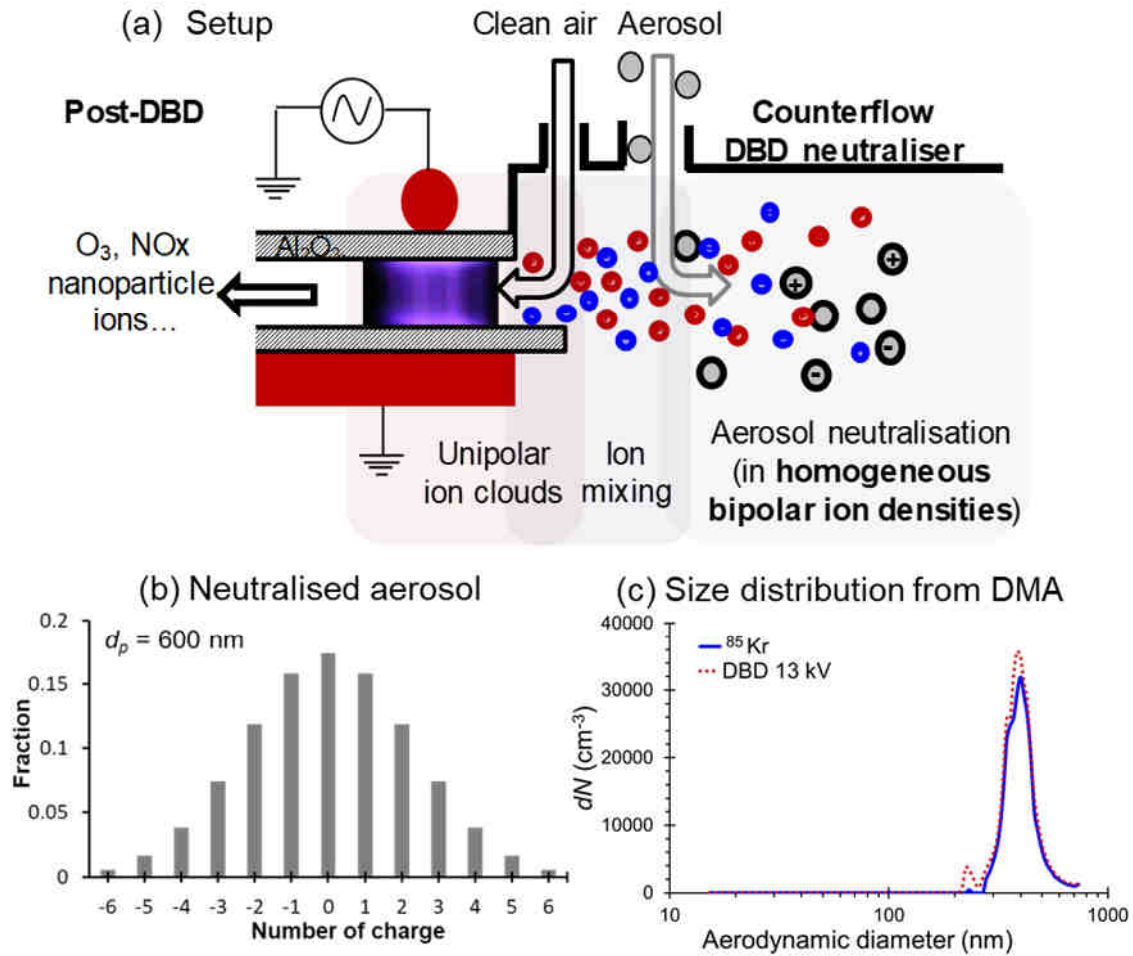 (a) Setup
Clean air Aerosol
Post-DBD
Counterflow
DBD neutraliser
Al₂O₃
O₃, NOx
nanoparticle
ions...
+
+
-
-
Unipolar
ion clouds
Ion
mixing
Aerosol neutralisation
(in homogeneous
bipolar ion densities)
(b) Neutralised aerosol
dₚ = 600 nm
Fraction
0.2
0.15
0.1
0.05
0
-6 -5 -4 -3 -2 -1 0 1 2 3 4 5 6
Number of charge
(c) Size distribution from DMA
⁸⁵Kr
DBD 13 kV
dN (cm⁻³)
40000
30000
20000
10000
0
10 100 1000
Aerodynamic diameter (nm)